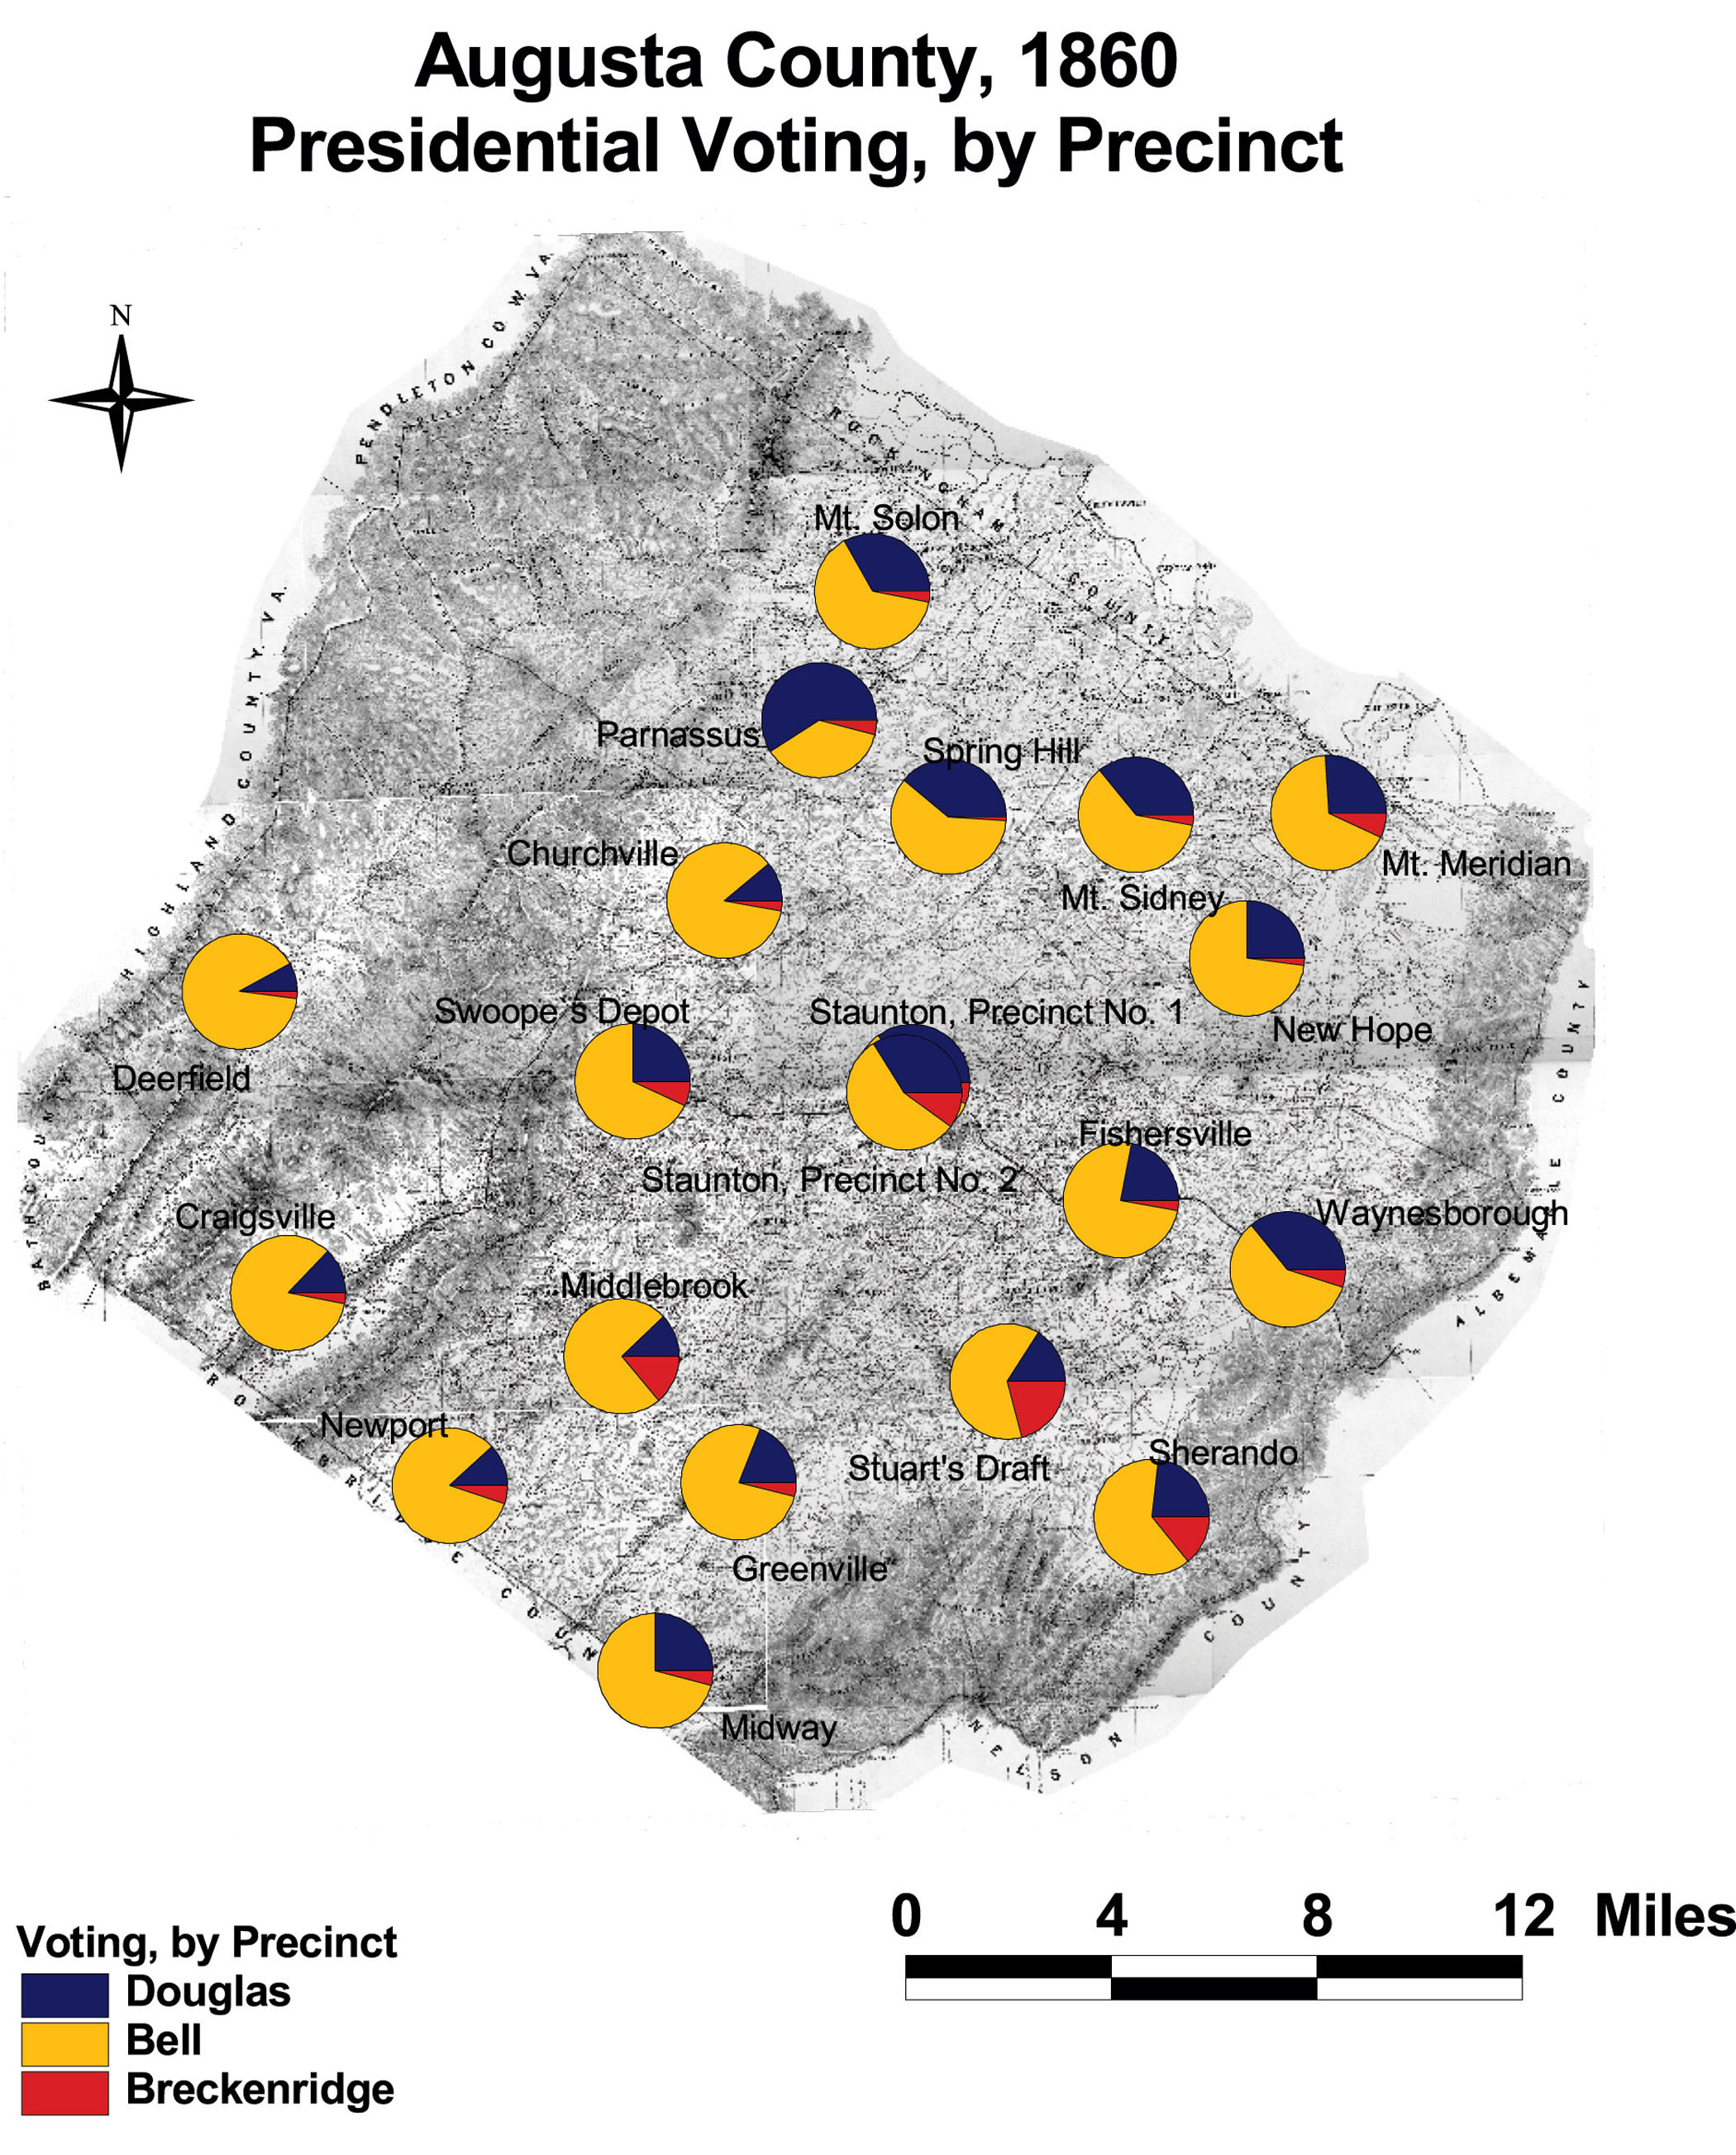 Augusta County, 1860
Presidential Voting, by Precinct
N
PENDLETON CO W VA.
ROCKINGHAM COUNTY
HIGHLAND COUNTY VA.
Mt. Solon
Parnassus
Spring Hill
Churchville
Mt. Meridian
Mt. Sidney
Swoope's Depot
Staunton, Precinct No. 1
New Hope
Deerfield
Fishersville
Staunton, Precinct No. 2
Craigsville
Waynesborough
BATH COUN
ALBEMARLE COUNTY
Middlebrook
Newport
Stuart's Draft
Sherando
Greenville
ROCKBRIDGE COUN
Midway
NELSON COUNTY
0 4 8 12 Miles
Voting, by Precinct
Douglas
Bell
Breckenridge